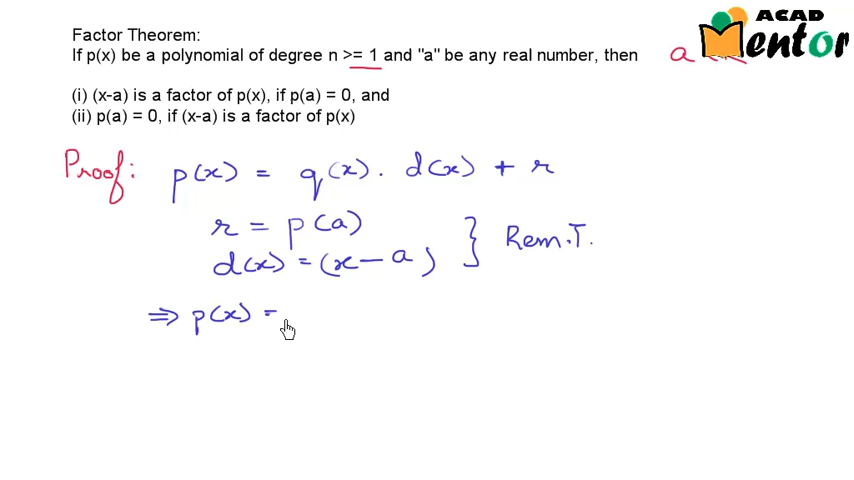 ACAD
Mentor
Factor Theorem:
If p(x) be a polynomial of degree n >= 1 and "a" be any real number, then
a
(i) (x-a) is a factor of p(x), if p(a) = 0, and
(ii) p(a) = 0, if (x-a) is a factor of p(x)
Proof: p(x) = q(x) . d(x) + r
r = p(a)
d(x) = (x - a) } Rem.T.
⇒ p(x) =